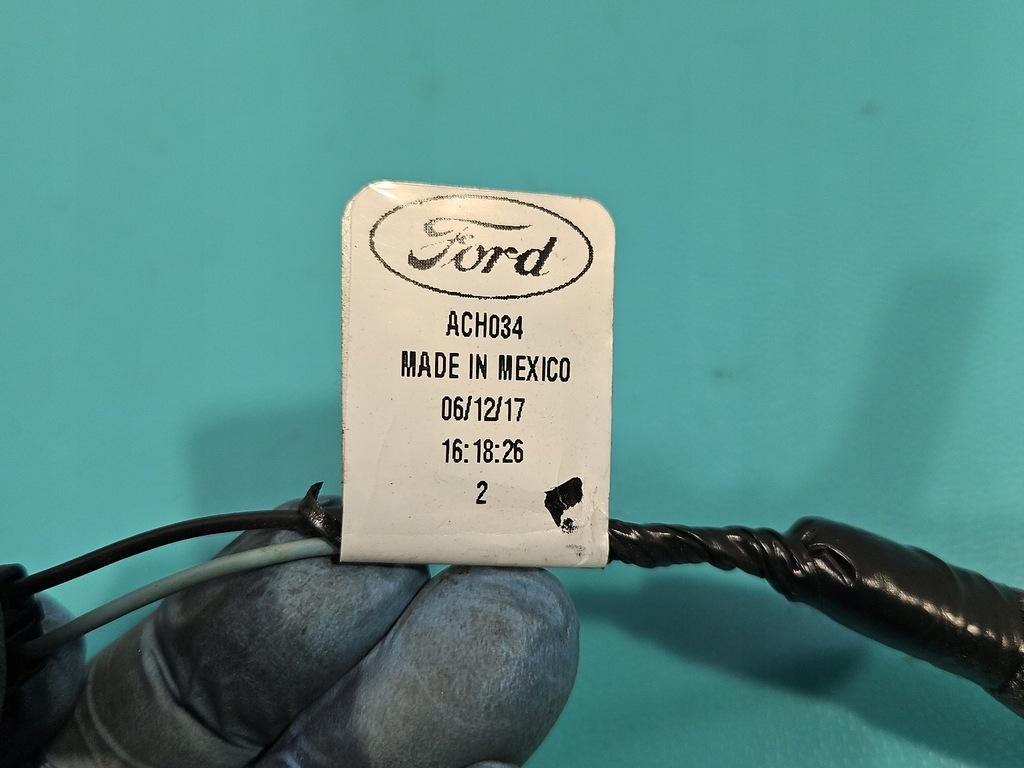 Ford
ACH034
MADE IN MEXICO
06/12/17
16:18:26
2